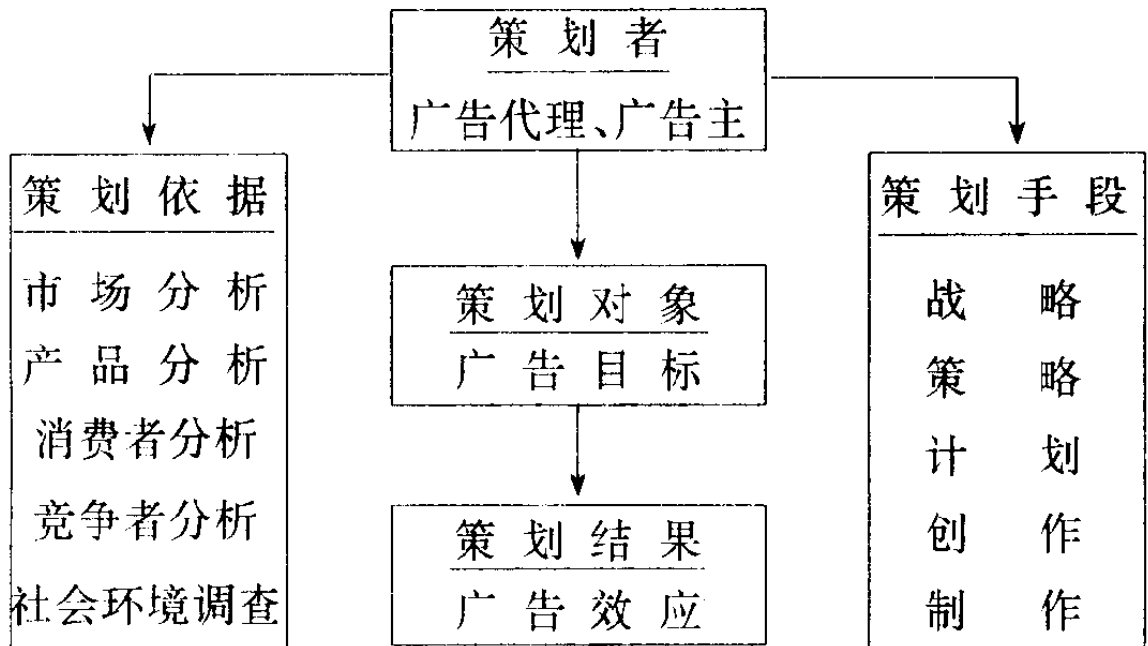 策划者
广告代理、广告主
策划依据
市场分析
产品分析
消费者分析
竞争者分析
社会环境调查
策划对象
广告目标
策划结果
广告效应
策划手段
战略
策略
计划
创作
制作